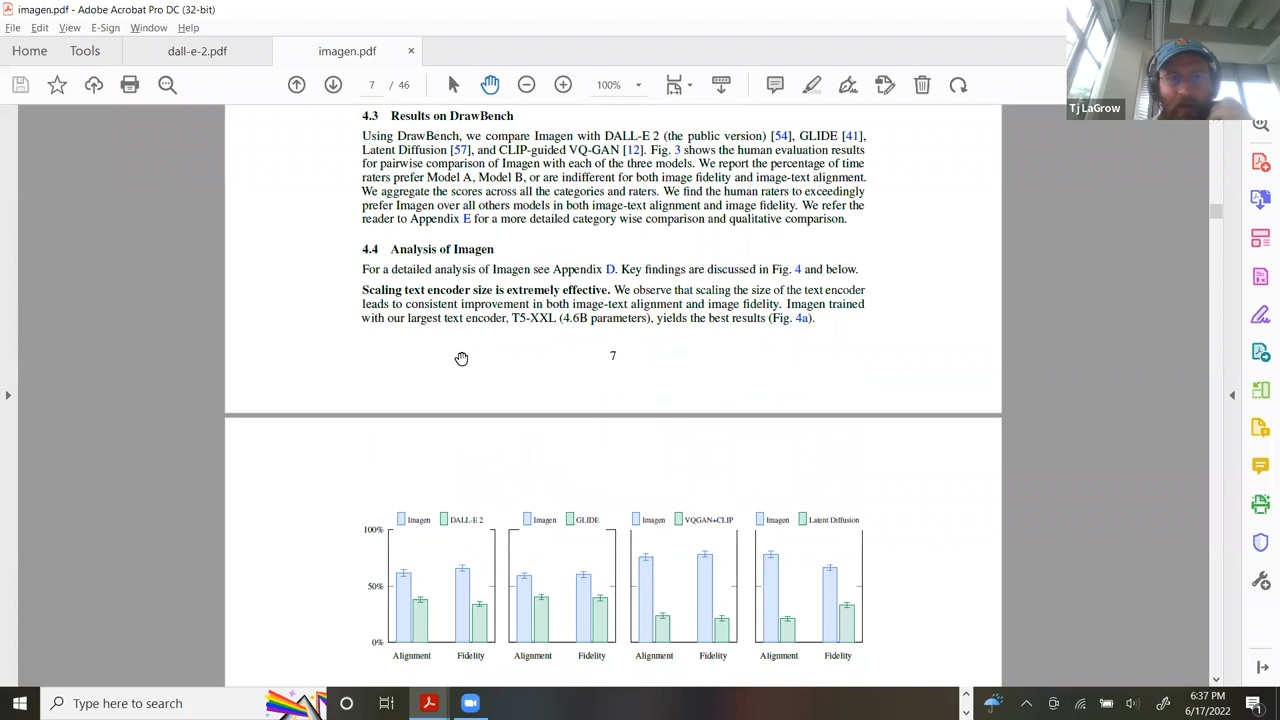 imagen.pdf - Adobe Acrobat Pro DC (32-bit)
File Edit View E-Sign Window Help
Home Tools dall-e-2.pdf imagen.pdf ×
7 / 46 100%
Tj LaGrow
4.3 Results on DrawBench
Using DrawBench, we compare Imagen with DALL-E 2 (the public version) [54], GLIDE [41],
Latent Diffusion [57], and CLIP-guided VQ-GAN [12]. Fig. 3 shows the human evaluation results
for pairwise comparison of Imagen with each of the three models. We report the percentage of time
raters prefer Model A, Model B, or are indifferent for both image fidelity and image-text alignment.
We aggregate the scores across all the categories and raters. We find the human raters to exceedingly
prefer Imagen over all others models in both image-text alignment and image fidelity. We refer the
reader to Appendix E for a more detailed category wise comparison and qualitative comparison.
4.4 Analysis of Imagen
For a detailed analysis of Imagen see Appendix D. Key findings are discussed in Fig. 4 and below.
Scaling text encoder size is extremely effective. We observe that scaling the size of the text encoder
leads to consistent improvement in both image-text alignment and image fidelity. Imagen trained
with our largest text encoder, T5-XXL (4.6B parameters), yields the best results (Fig. 4a).
7
Imagen DALL-E 2 Imagen GLIDE Imagen VQGAN+CLIP Imagen Latent Diffusion
100%
50%
0%
Alignment Fidelity Alignment Fidelity Alignment Fidelity Alignment Fidelity
Type here to search
6:37 PM
6/17/2022
1